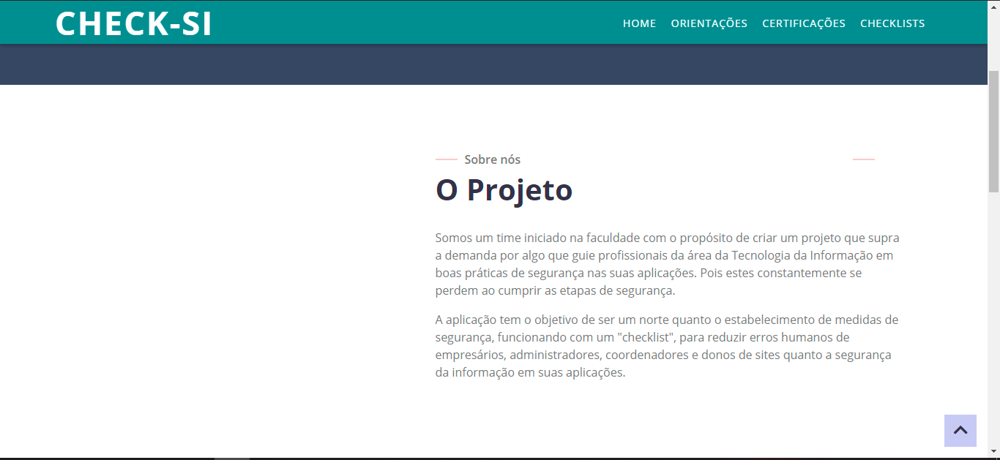 CHECK-SI
HOME ORIENTAÇÕES CERTIFICAÇÕES CHECKLISTS
Sobre nós
O Projeto
Somos um time iniciado na faculdade com o propósito de criar um projeto que supra
a demanda por algo que guie profissionais da área da Tecnologia da Informação em
boas práticas de segurança nas suas aplicações. Pois estes constantemente se
perdem ao cumprir as etapas de segurança.
A aplicação tem o objetivo de ser um norte quanto o estabelecimento de medidas de
segurança, funcionando com um "checklist", para reduzir erros humanos de
empresários, administradores, coordenadores e donos de sites quanto a segurança
da informação em suas aplicações.